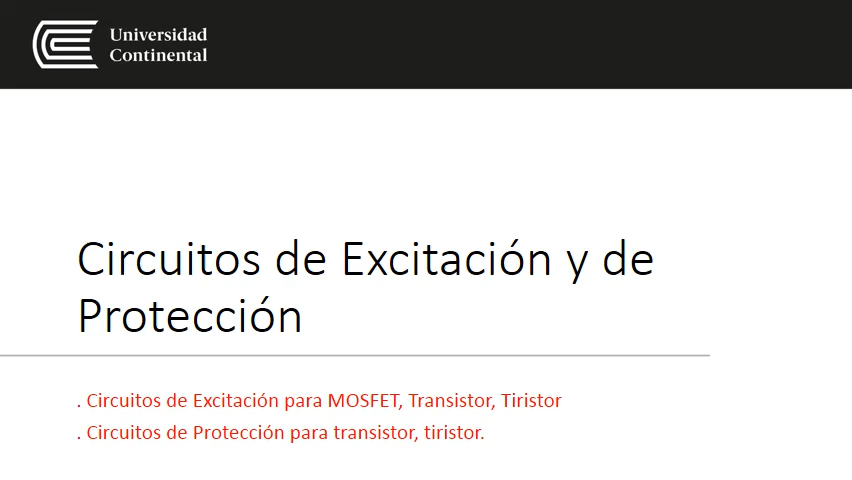 Universidad
Continental
Circuitos de Excitación y de
Protección
. Circuitos de Excitación para MOSFET, Transistor, Tiristor
. Circuitos de Protección para transistor, tiristor.